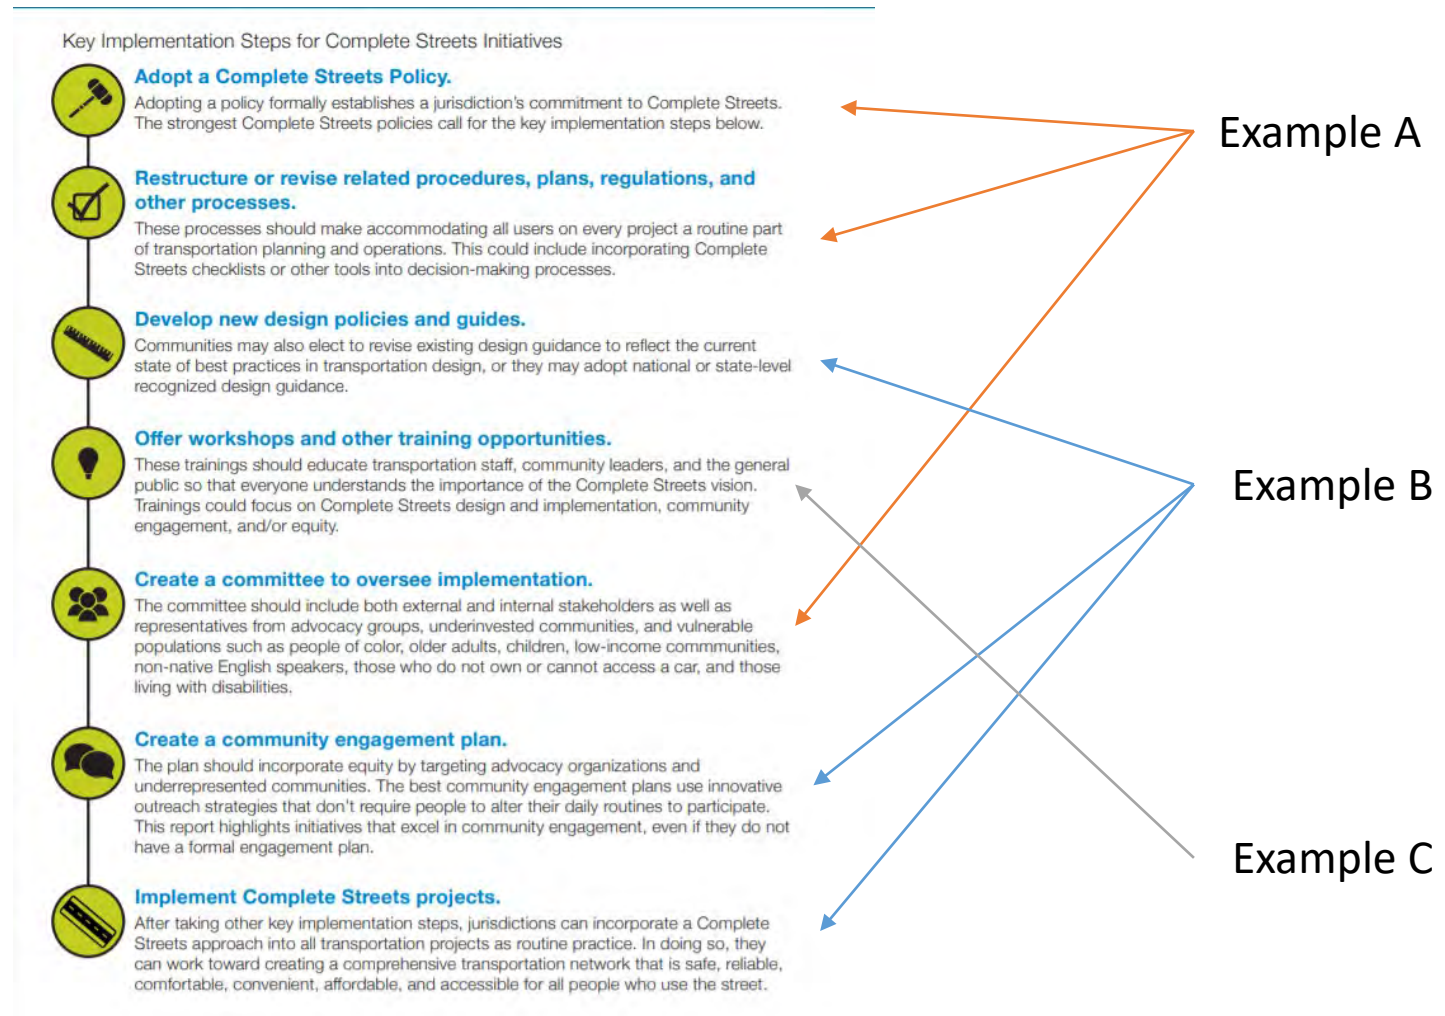 Key Implementation Steps for Complete Streets Initiatives
Adopt a Complete Streets Policy.
Adopting a policy formally establishes a jurisdiction's commitment to Complete Streets.
The strongest Complete Streets policies call for the key implementation steps below.
Restructure or revise related procedures, plans, regulations, and
other processes.
These processes should make accommodating all users on every project a routine part
of transportation planning and operations. This could include incorporating Complete
Streets checklists or other tools into decision-making processes.
Develop new design policies and guides.
Communities may also elect to revise existing design guidance to reflect the current
state of best practices in transportation design, or they may adopt national or state-level
recognized design guidance.
Offer workshops and other training opportunities.
These trainings should educate transportation staff, community leaders, and the general
public so that everyone understands the importance of the Complete Streets vision.
Trainings could focus on Complete Streets design and implementation, community
engagement, and/or equity.
Create a committee to oversee implementation.
The committee should include both external and internal stakeholders as well as
representatives from advocacy groups, underinvested communities, and vulnerable
populations such as people of color, older adults, children, low-income commmunities,
non-native English speakers, those who do not own or cannot access a car, and those
living with disabilities.
Create a community engagement plan.
The plan should incorporate equity by targeting advocacy organizations and
underrepresented communities. The best community engagement plans use innovative
outreach strategies that don't require people to alter their daily routines to participate.
This report highlights initiatives that excel in community engagement, even if they do not
have a formal engagement plan.
Implement Complete Streets projects.
After taking other key implementation steps, jurisdictions can incorporate a Complete
Streets approach into all transportation projects as routine practice. In doing so, they
can work toward creating a comprehensive transportation network that is safe, reliable,
comfortable, convenient, affordable, and accessible for all people who use the street.
Example A
Example B
Example C